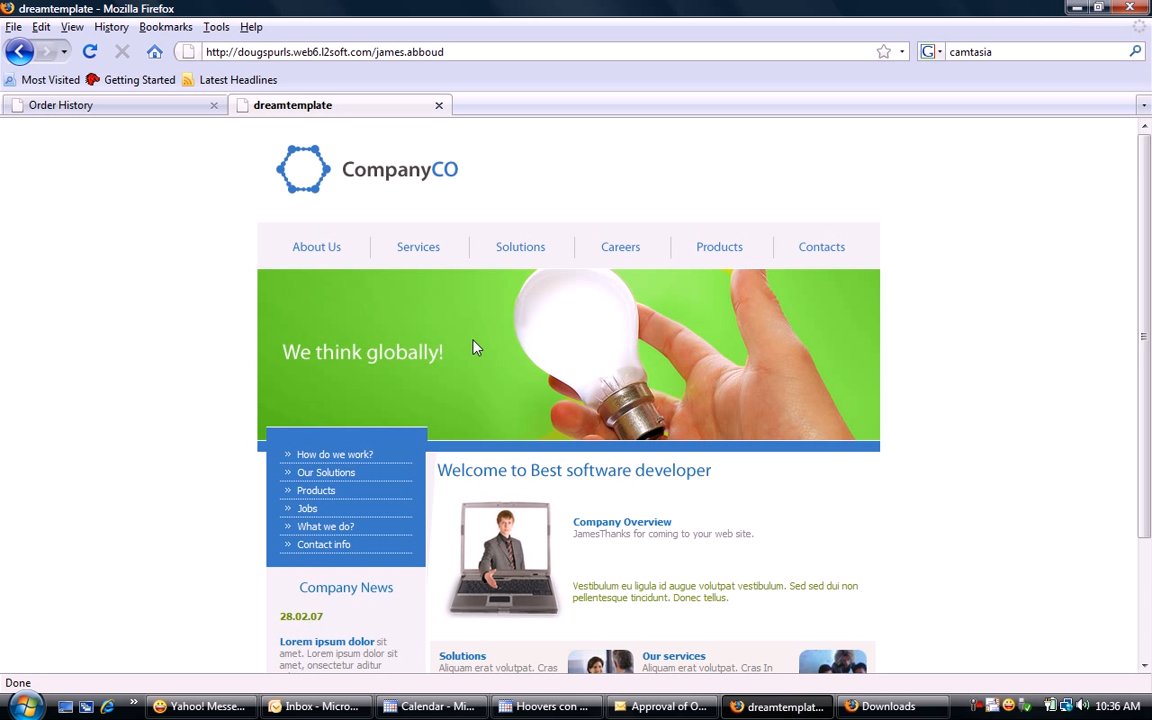 dreamtemplate - Mozilla Firefox
File Edit View History Bookmarks Tools Help
http://dougspurls.web6.l2soft.com/james.abboud
G camtasia
Most Visited Getting Started Latest Headlines
Order History dreamtemplate
CompanyCO
About Us Services Solutions Careers Products Contacts
We think globally!
» How do we work?
» Our Solutions
» Products
» Jobs
» What we do?
» Contact info
Welcome to Best software developer
Company Overview
JamesThanks for coming to your web site.
Vestibulum eu ligula id augue volutpat vestibulum. Sed sed dui non
pellentesque tincidunt. Donec tellus.
Company News
28.02.07
Lorem ipsum dolor sit
amet. Lorem ipsum dolor sit
amet, onsectetur aditur
Solutions
Aliquam erat volutpat. Cras
Our services
Aliquam erat volutpat. Cras In
Done
Yahoo! Messe... Inbox - Micro... Calendar - Mi... Hoovers con ... Approval of O... dreamtemplat... Downloads 10:36 AM